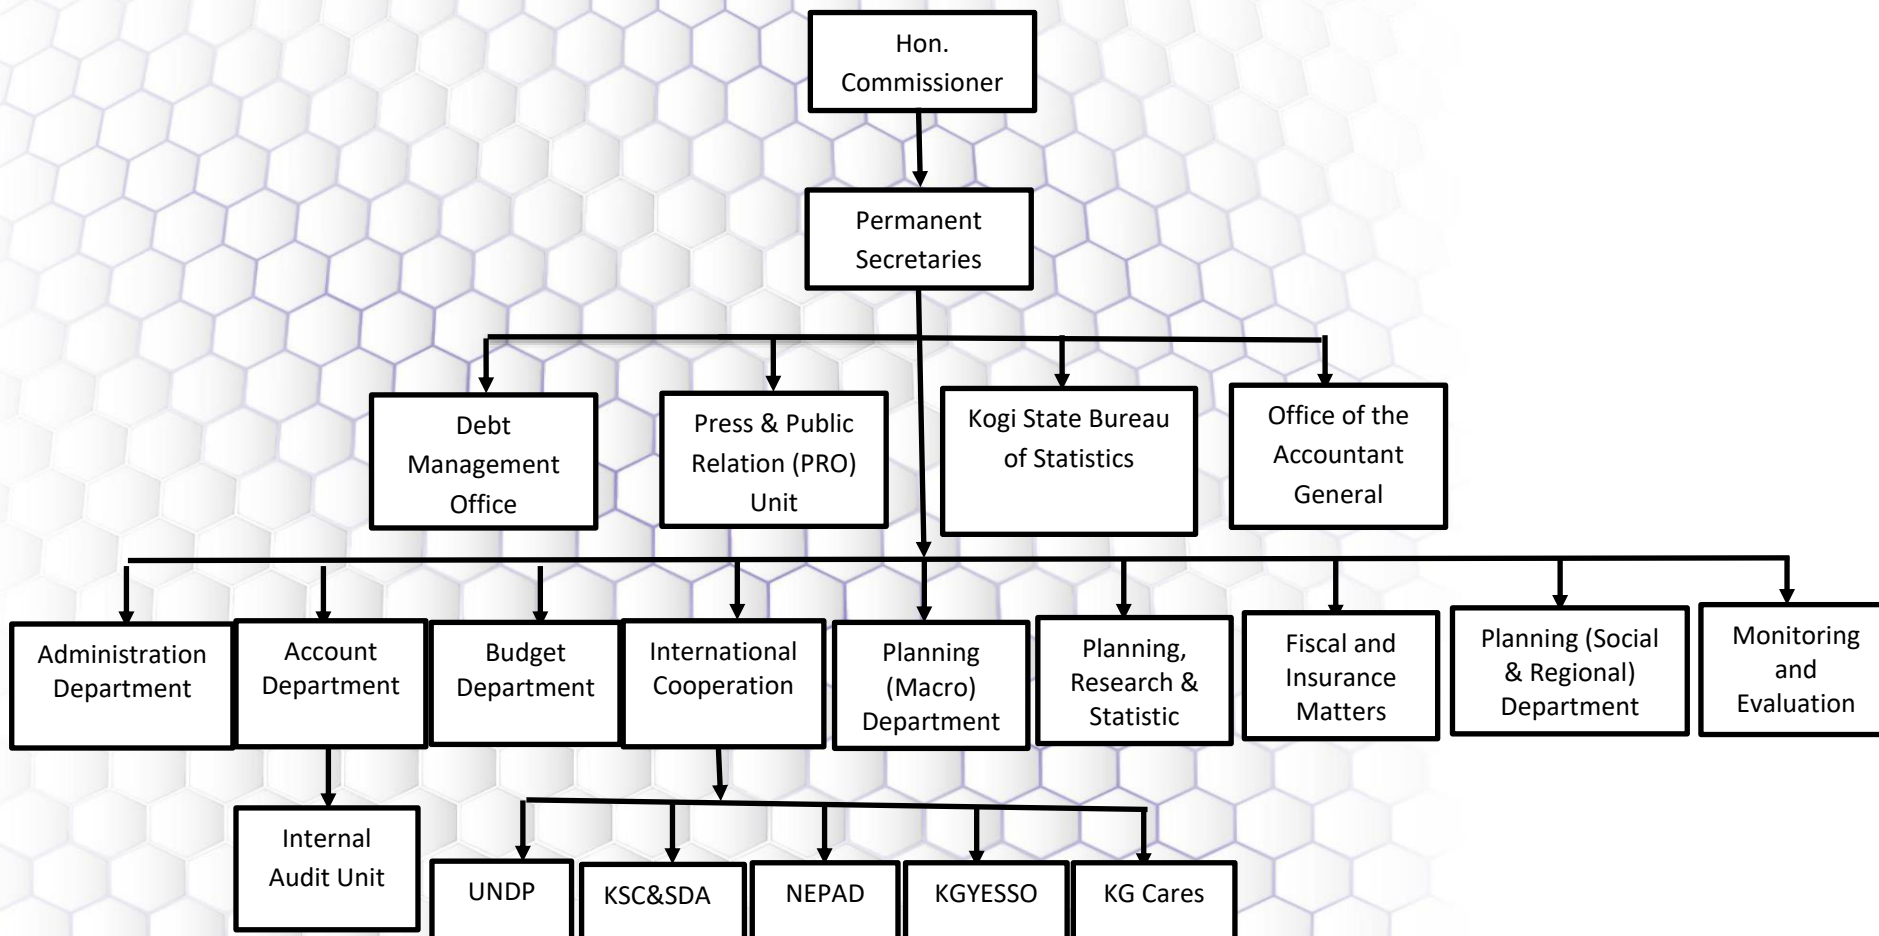 Hon.
Commissioner
Permanent
Secretaries
Debt
Management
Office
Press & Public
Relation (PRO)
Unit
Kogi State Bureau
of Statistics
Office of the
Accountant
General
Administration
Department
Account
Department
Budget
Department
International
Cooperation
Planning
(Macro)
Department
Planning,
Research &
Statistic
Fiscal and
Insurance
Matters
Planning (Social
& Regional)
Department
Monitoring
and
Evaluation
Internal
Audit Unit
UNDP
KSC&SDA
NEPAD
KGYESSO
KG Cares